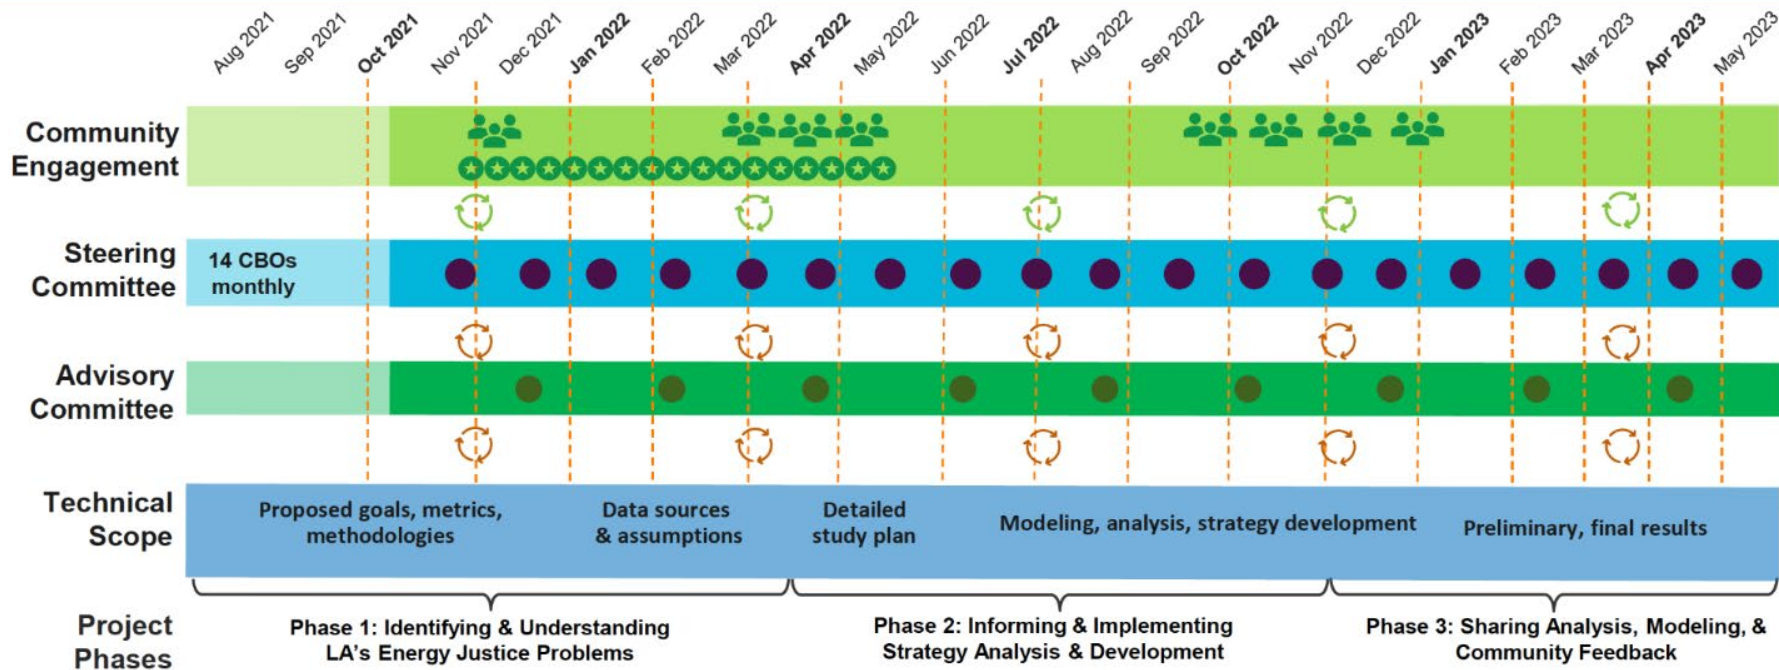 Aug 2021
Sep 2021
Oct 2021
Nov 2021
Dec 2021
Jan 2022
Feb 2022
Mar 2022
Apr 2022
May 2022
Jun 2022
Jul 2022
Aug 2022
Sep 2022
Oct 2022
Nov 2022
Dec 2022
Jan 2023
Feb 2023
Mar 2023
Apr 2023
May 2023
Community
Engagement
Steering
Committee
14 CBOs
monthly
Advisory
Committee
Technical
Scope
Proposed goals, metrics,
methodologies
Data sources
& assumptions
Detailed
study plan
Modeling, analysis, strategy development
Preliminary, final results
Project
Phases
Phase 1: Identifying & Understanding
LA's Energy Justice Problems
Phase 2: Informing & Implementing
Strategy Analysis & Development
Phase 3: Sharing Analysis, Modeling, &
Community Feedback